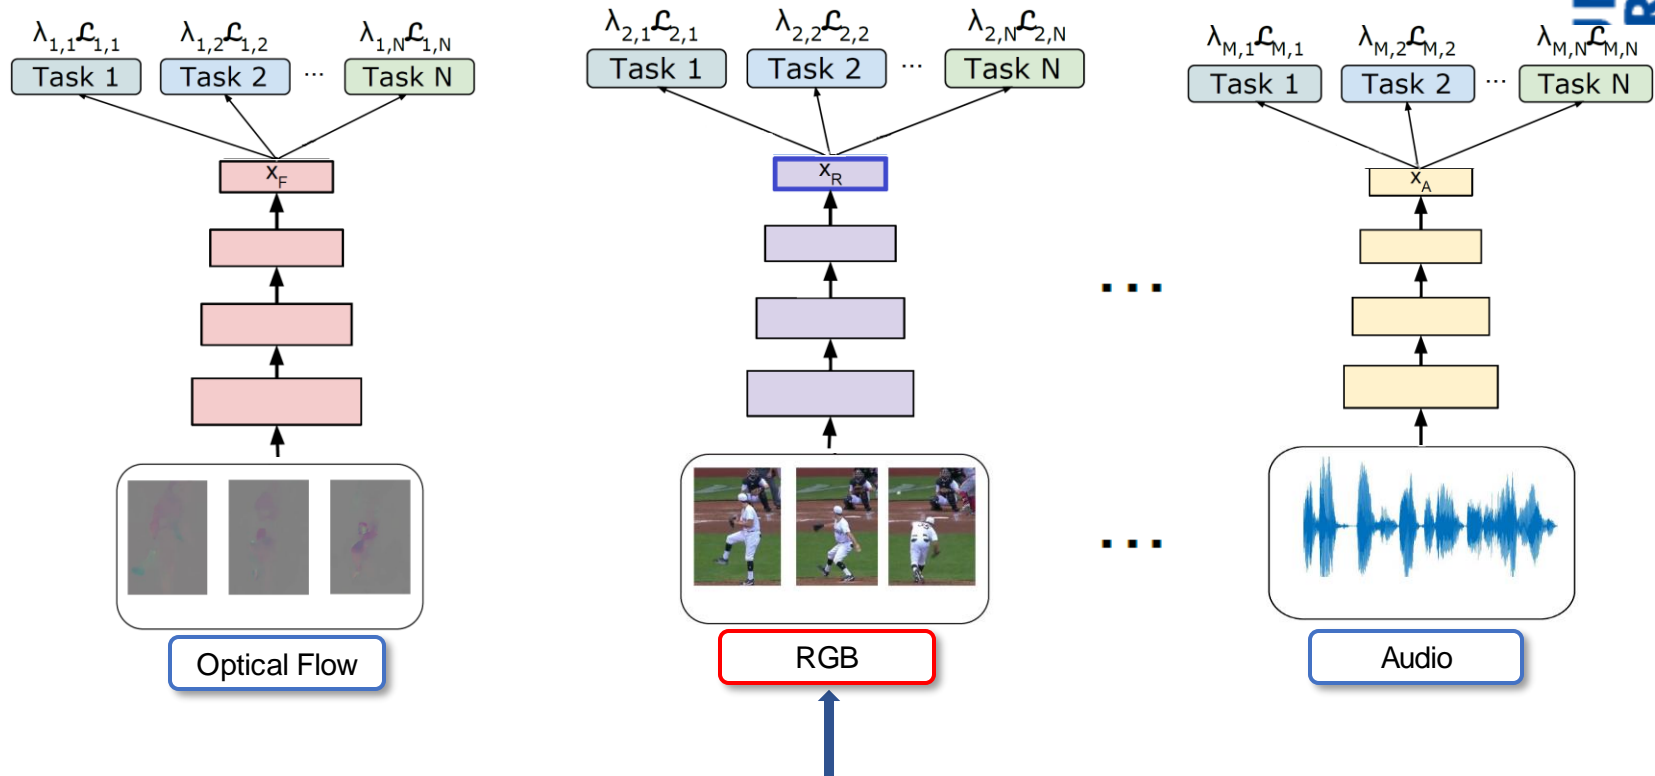 λ1,1ℒ1,1 λ1,2ℒ1,2 λ1,Nℒ1,N
Task 1 Task 2 ... Task N
xF
Optical Flow
λ2,1ℒ2,1 λ2,2ℒ2,2 λ2,Nℒ2,N
Task 1 Task 2 ... Task N
xR
RGB
...
...
λM,1ℒM,1 λM,2ℒM,2 λM,NℒM,N
Task 1 Task 2 ... Task N
xA
Audio